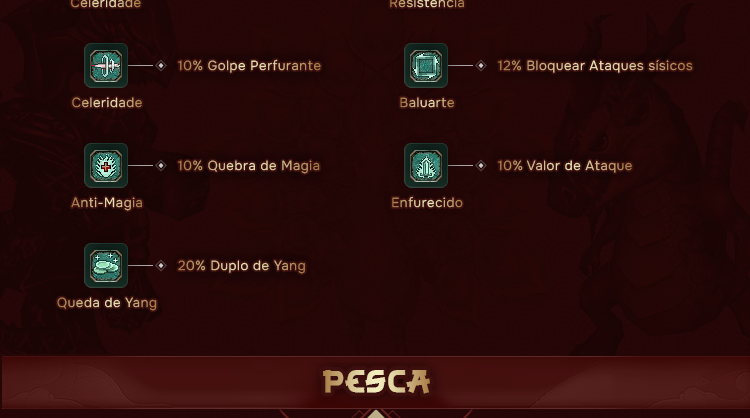 Celeridade
Resistência
10% Golpe Perfurante
Celeridade
12% Bloquear Ataques sísicos
Baluarte
10% Quebra de Magia
Anti-Magia
10% Valor de Ataque
Enfurecido
20% Duplo de Yang
Queda de Yang
PESCA